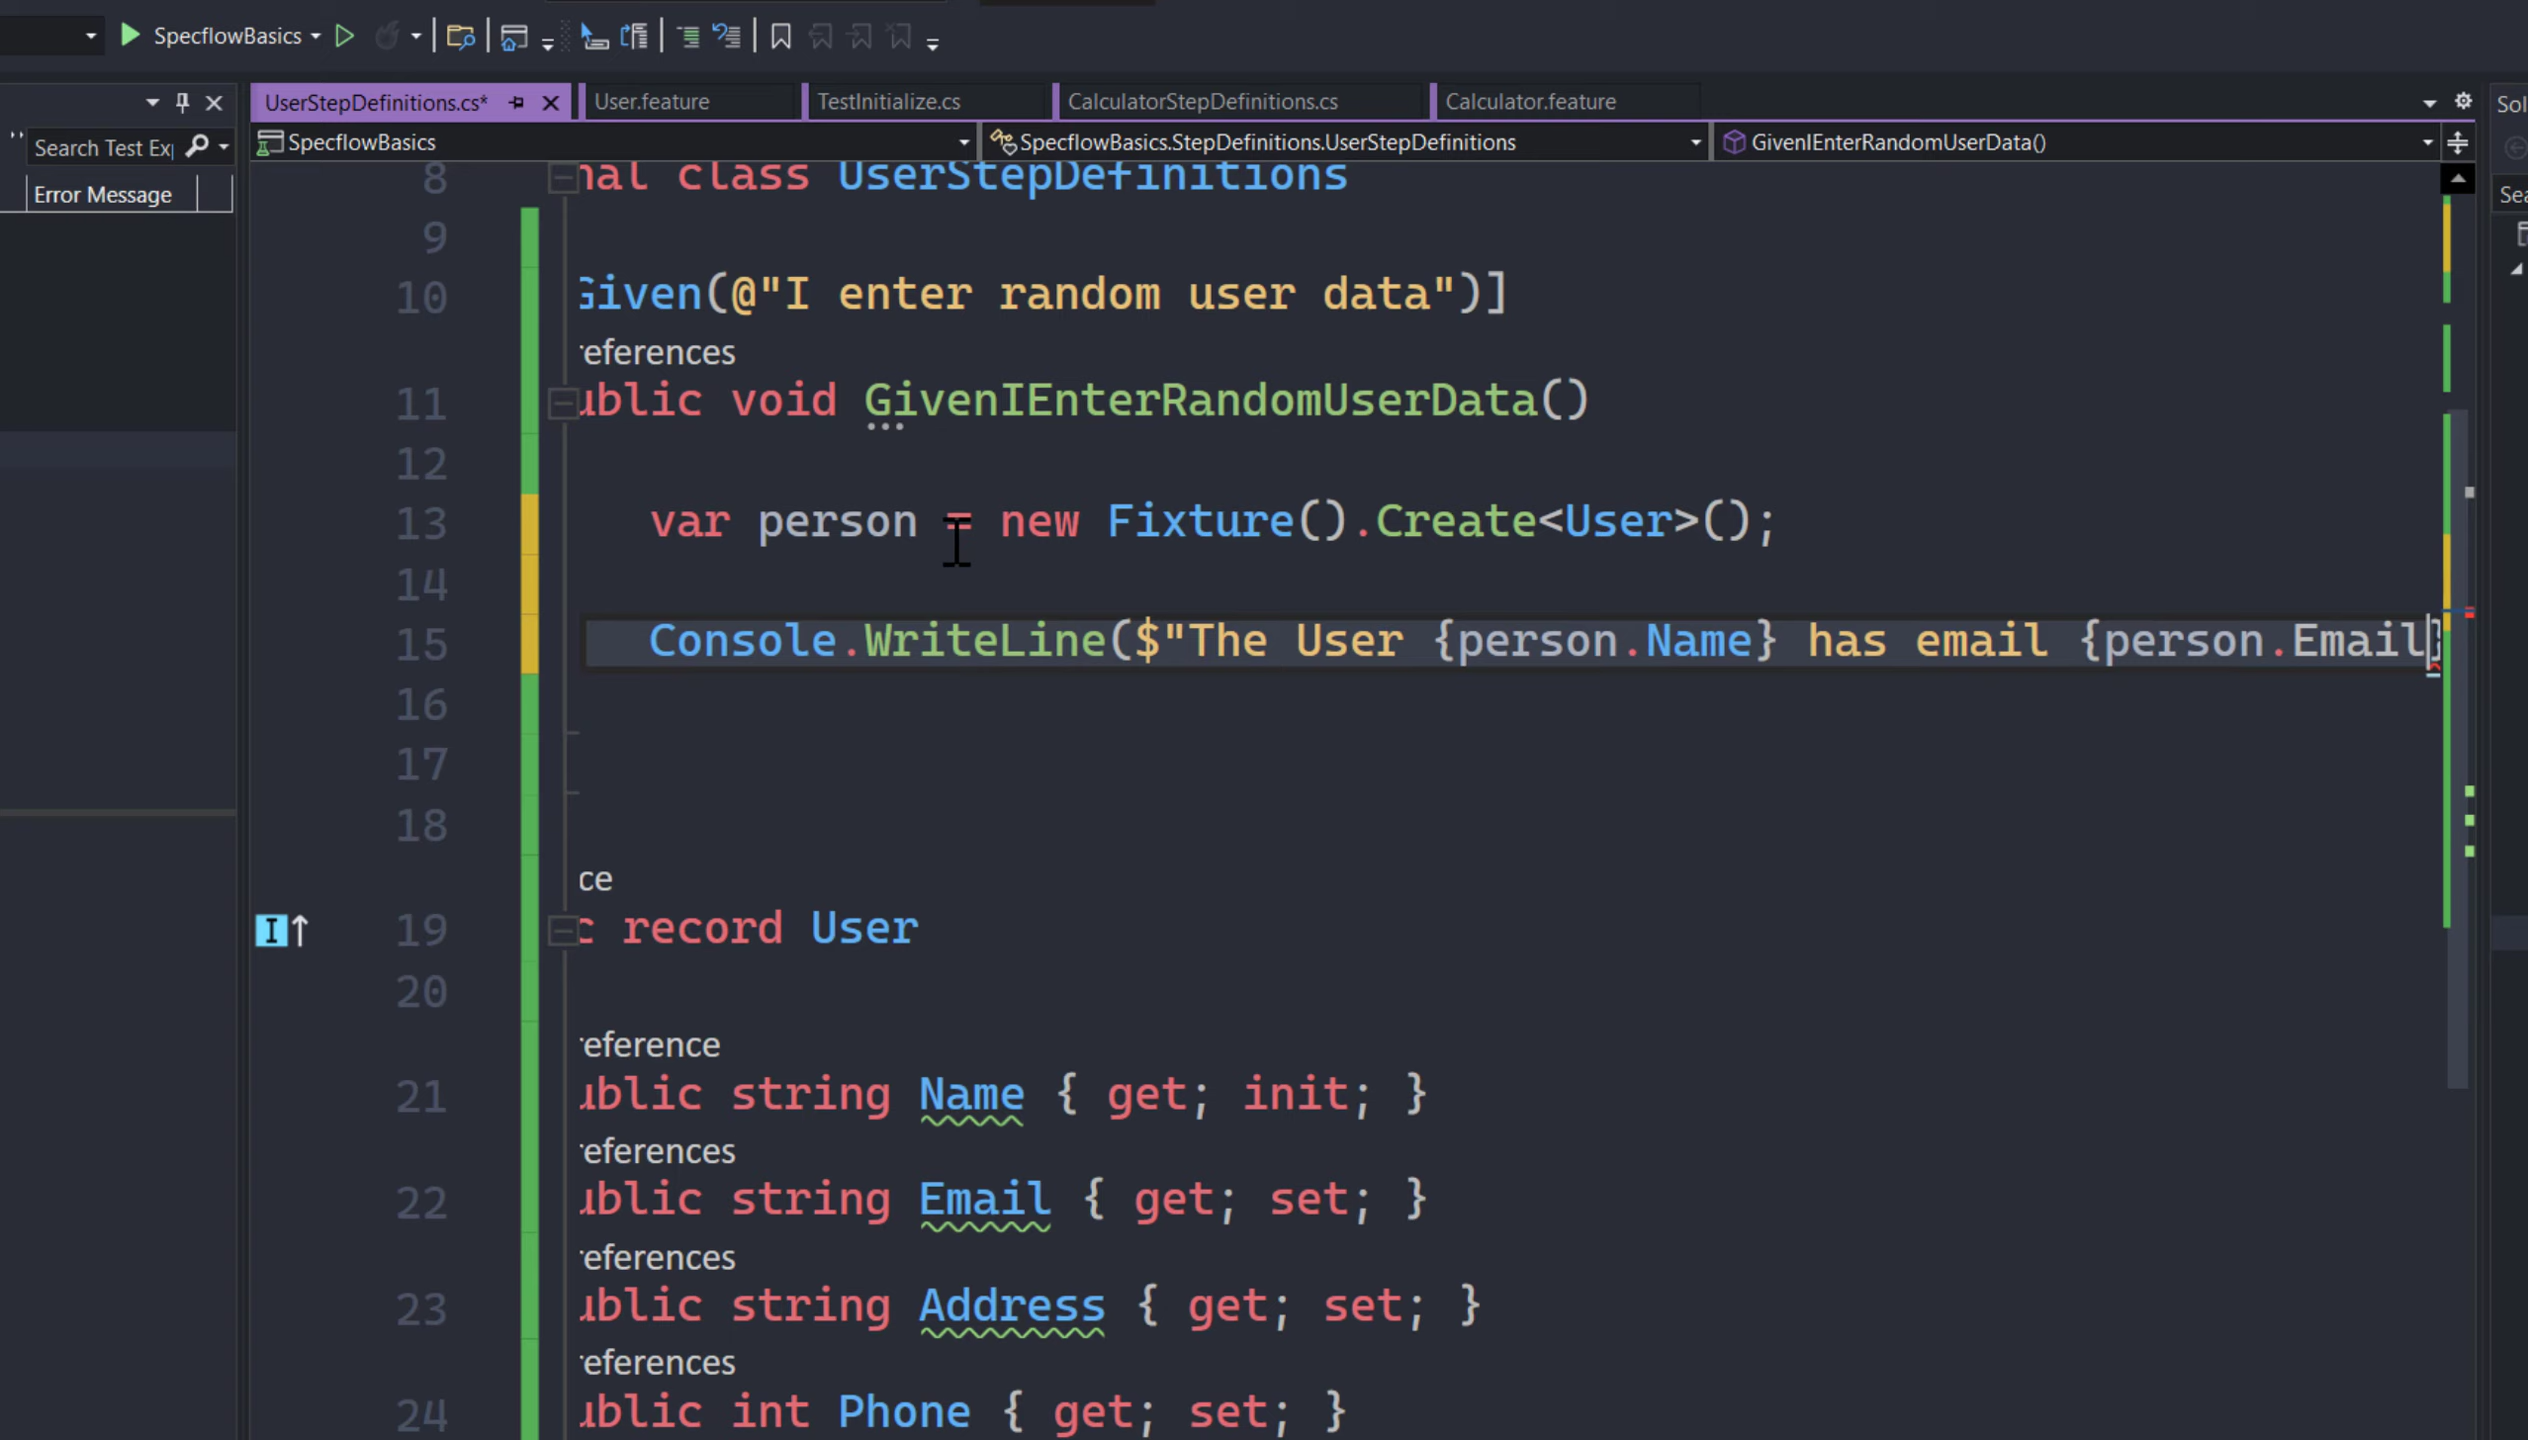 SpecflowBasics
UserStepDefinitions.cs*
User.feature
TestInitialize.cs
CalculatorStepDefinitions.cs
Calculator.feature
Sol
Search Test Exp
SpecflowBasics
SpecflowBasics.StepDefinitions.UserStepDefinitions
GivenIEnterRandomUserData()
Error Message
Sea
8 nal class UserStepDefinitions
9
10 Given(@"I enter random user data")]
eferences
11 ublic void GivenIEnterRandomUserData()
12
13 var person = new Fixture().Create<User>();
14
15 Console.WriteLine($"The User {person.Name} has email {person.Email}
16
17
18
ce
19 c record User
20
eference
21 ublic string Name { get; init; }
eferences
22 ublic string Email { get; set; }
eferences
23 ublic string Address { get; set; }
eferences
24 ublic int Phone { get; set; }